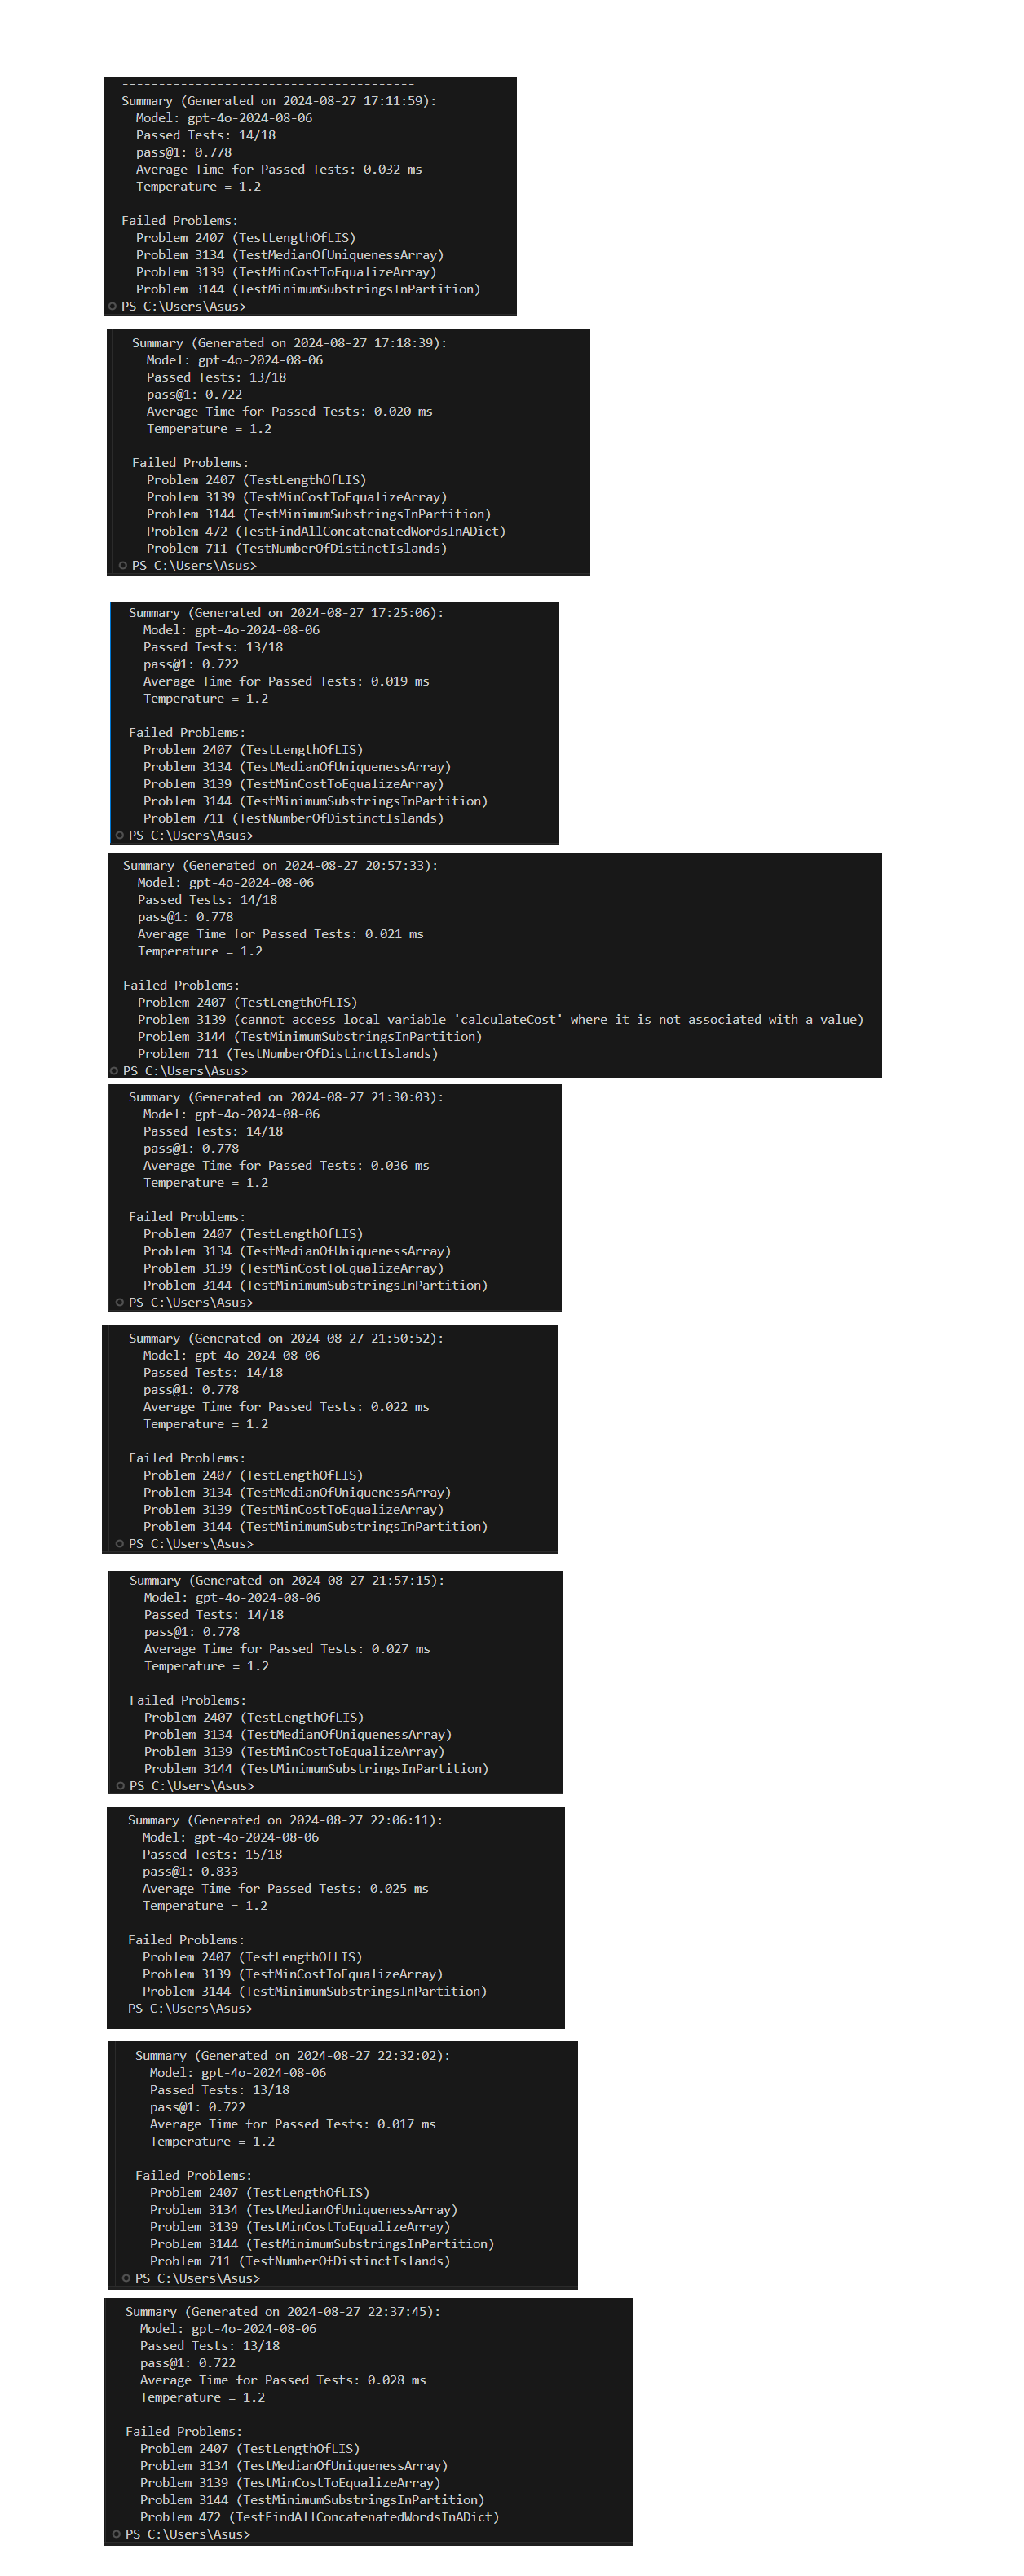 ----------------------------------------
Summary (Generated on 2024-08-27 17:11:59):
Model: gpt-4o-2024-08-06
Passed Tests: 14/18
pass@1: 0.778
Average Time for Passed Tests: 0.032 ms
Temperature = 1.2
Failed Problems:
Problem 2407 (TestLengthOfLIS)
Problem 3134 (TestMedianOfUniquenessArray)
Problem 3139 (TestMinCostToEqualizeArray)
Problem 3144 (TestMinimumSubstringsInPartition)
PS C:\Users\Asus>
Summary (Generated on 2024-08-27 17:18:39):
Model: gpt-4o-2024-08-06
Passed Tests: 13/18
pass@1: 0.722
Average Time for Passed Tests: 0.020 ms
Temperature = 1.2
Failed Problems:
Problem 2407 (TestLengthOfLIS)
Problem 3139 (TestMinCostToEqualizeArray)
Problem 3144 (TestMinimumSubstringsInPartition)
Problem 472 (TestFindAllConcatenatedWordsInADict)
Problem 711 (TestNumberOfDistinctIslands)
PS C:\Users\Asus>
Summary (Generated on 2024-08-27 17:25:06):
Model: gpt-4o-2024-08-06
Passed Tests: 13/18
pass@1: 0.722
Average Time for Passed Tests: 0.019 ms
Temperature = 1.2
Failed Problems:
Problem 2407 (TestLengthOfLIS)
Problem 3134 (TestMedianOfUniquenessArray)
Problem 3139 (TestMinCostToEqualizeArray)
Problem 3144 (TestMinimumSubstringsInPartition)
Problem 711 (TestNumberOfDistinctIslands)
PS C:\Users\Asus>
Summary (Generated on 2024-08-27 20:57:33):
Model: gpt-4o-2024-08-06
Passed Tests: 14/18
pass@1: 0.778
Average Time for Passed Tests: 0.021 ms
Temperature = 1.2
Failed Problems:
Problem 2407 (TestLengthOfLIS)
Problem 3139 (cannot access local variable 'calculateCost' where it is not associated with a value)
Problem 3144 (TestMinimumSubstringsInPartition)
Problem 711 (TestNumberOfDistinctIslands)
PS C:\Users\Asus>
Summary (Generated on 2024-08-27 21:30:03):
Model: gpt-4o-2024-08-06
Passed Tests: 14/18
pass@1: 0.778
Average Time for Passed Tests: 0.036 ms
Temperature = 1.2
Failed Problems:
Problem 2407 (TestLengthOfLIS)
Problem 3134 (TestMedianOfUniquenessArray)
Problem 3139 (TestMinCostToEqualizeArray)
Problem 3144 (TestMinimumSubstringsInPartition)
PS C:\Users\Asus>
Summary (Generated on 2024-08-27 21:50:52):
Model: gpt-4o-2024-08-06
Passed Tests: 14/18
pass@1: 0.778
Average Time for Passed Tests: 0.022 ms
Temperature = 1.2
Failed Problems:
Problem 2407 (TestLengthOfLIS)
Problem 3134 (TestMedianOfUniquenessArray)
Problem 3139 (TestMinCostToEqualizeArray)
Problem 3144 (TestMinimumSubstringsInPartition)
PS C:\Users\Asus>
Summary (Generated on 2024-08-27 21:57:15):
Model: gpt-4o-2024-08-06
Passed Tests: 14/18
pass@1: 0.778
Average Time for Passed Tests: 0.027 ms
Temperature = 1.2
Failed Problems:
Problem 2407 (TestLengthOfLIS)
Problem 3134 (TestMedianOfUniquenessArray)
Problem 3139 (TestMinCostToEqualizeArray)
Problem 3144 (TestMinimumSubstringsInPartition)
PS C:\Users\Asus>
Summary (Generated on 2024-08-27 22:06:11):
Model: gpt-4o-2024-08-06
Passed Tests: 15/18
pass@1: 0.833
Average Time for Passed Tests: 0.025 ms
Temperature = 1.2
Failed Problems:
Problem 2407 (TestLengthOfLIS)
Problem 3139 (TestMinCostToEqualizeArray)
Problem 3144 (TestMinimumSubstringsInPartition)
PS C:\Users\Asus>
Summary (Generated on 2024-08-27 22:32:02):
Model: gpt-4o-2024-08-06
Passed Tests: 13/18
pass@1: 0.722
Average Time for Passed Tests: 0.017 ms
Temperature = 1.2
Failed Problems:
Problem 2407 (TestLengthOfLIS)
Problem 3134 (TestMedianOfUniquenessArray)
Problem 3139 (TestMinCostToEqualizeArray)
Problem 3144 (TestMinimumSubstringsInPartition)
Problem 711 (TestNumberOfDistinctIslands)
PS C:\Users\Asus>
Summary (Generated on 2024-08-27 22:37:45):
Model: gpt-4o-2024-08-06
Passed Tests: 13/18
pass@1: 0.722
Average Time for Passed Tests: 0.028 ms
Temperature = 1.2
Failed Problems:
Problem 2407 (TestLengthOfLIS)
Problem 3134 (TestMedianOfUniquenessArray)
Problem 3139 (TestMinCostToEqualizeArray)
Problem 3144 (TestMinimumSubstringsInPartition)
Problem 472 (TestFindAllConcatenatedWordsInADict)
PS C:\Users\Asus>